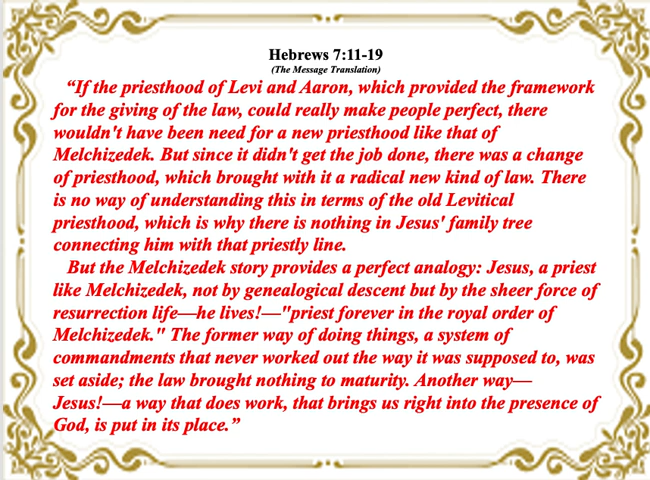 Hebrews 7:11-19
(The Message Translation)
“If the priesthood of Levi and Aaron, which provided the framework
for the giving of the law, could really make people perfect, there
wouldn't have been need for a new priesthood like that of
Melchizedek. But since it didn't get the job done, there was a change
of priesthood, which brought with it a radical new kind of law. There
is no way of understanding this in terms of the old Levitical
priesthood, which is why there is nothing in Jesus' family tree
connecting him with that priestly line.
But the Melchizedek story provides a perfect analogy: Jesus, a priest
like Melchizedek, not by genealogical descent but by the sheer force of
resurrection life—he lives!—"priest forever in the royal order of
Melchizedek." The former way of doing things, a system of
commandments that never worked out the way it was supposed to, was
set aside; the law brought nothing to maturity. Another way—
Jesus!—a way that does work, that brings us right into the presence of
God, is put in its place.”